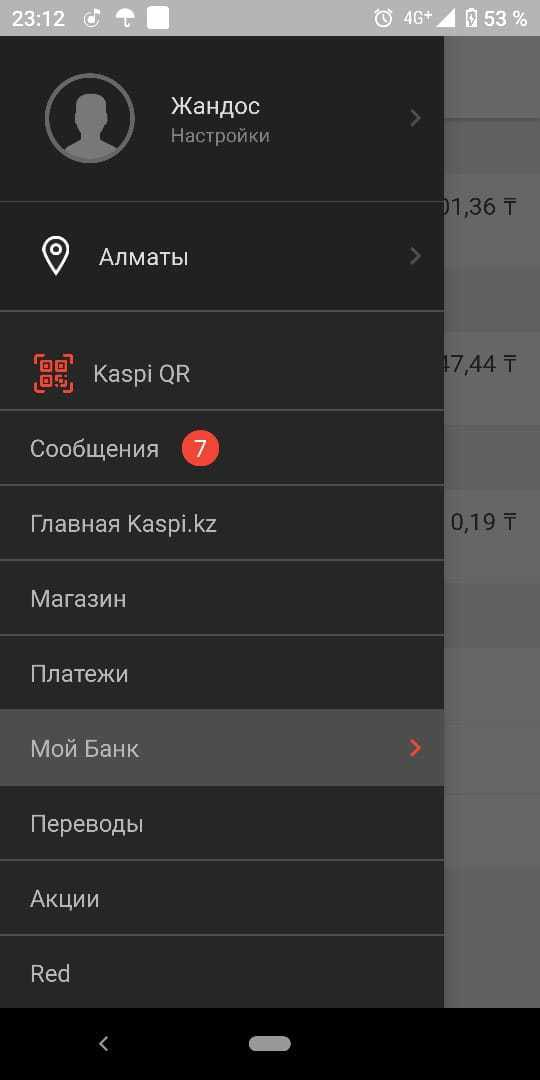 23:12 4G+ 53 %
Жандос
Настройки
Алматы
01,36 ₸
47,44 ₸
Kaspi QR
Сообщения 7
Главная Kaspi.kz
0,19 ₸
Магазин
Платежи
Мой Банк
Переводы
Акции
Red